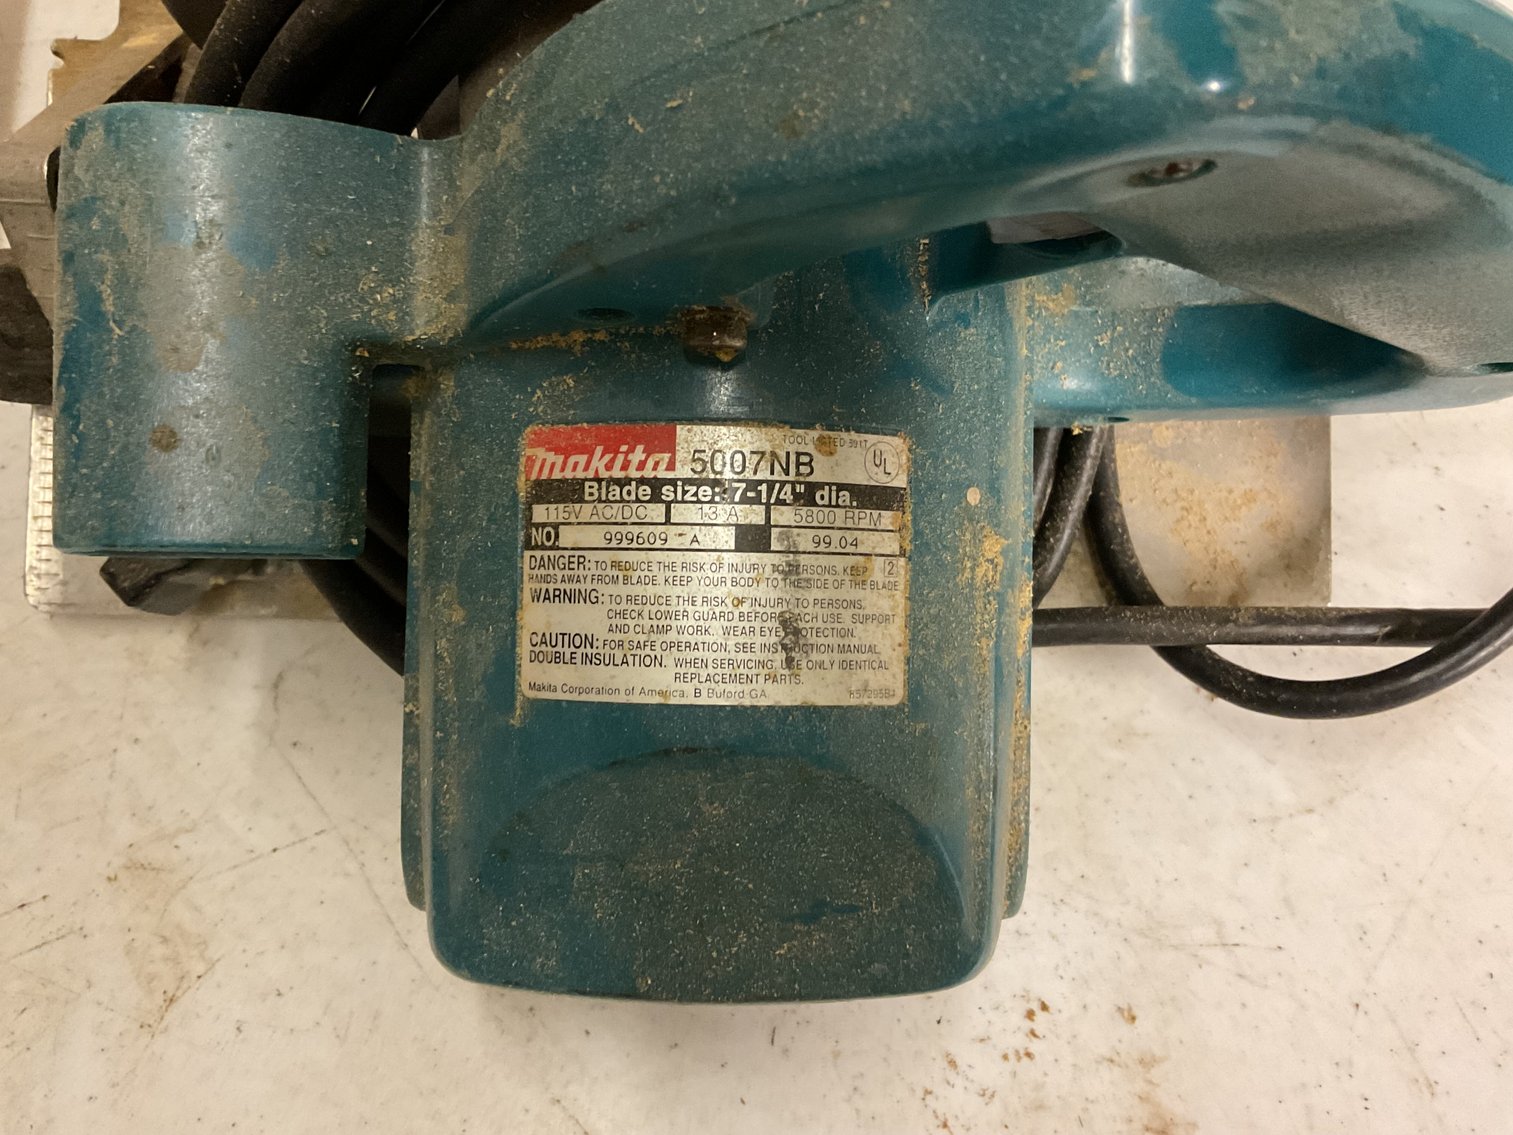 makita 5007NB
TOOL LISTED 391T
UL
Blade size: 7-1/4" dia.
115V AC/DC 13 A 5800 RPM
NO. 999609 - A 99.04
DANGER: TO REDUCE THE RISK OF INJURY TO PERSONS, KEEP 2
HANDS AWAY FROM BLADE. KEEP YOUR BODY TO THE SIDE OF THE BLADE
WARNING: TO REDUCE THE RISK OF INJURY TO PERSONS,
CHECK LOWER GUARD BEFORE EACH USE. SUPPORT
AND CLAMP WORK. WEAR EYE PROTECTION.
CAUTION: FOR SAFE OPERATION, SEE INSTRUCTION MANUAL.
DOUBLE INSULATION. WHEN SERVICING, USE ONLY IDENTICAL
REPLACEMENT PARTS.
Makita Corporation of America, B Buford GA.